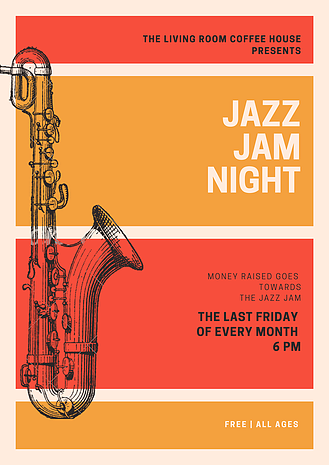 THE LIVING ROOM COFFEE HOUSE
PRESENTS
JAZZ
JAM
NIGHT
MONEY RAISED GOES
TOWARDS
THE JAZZ JAM
THE LAST FRIDAY
OF EVERY MONTH
6 PM
FREE | ALL AGES